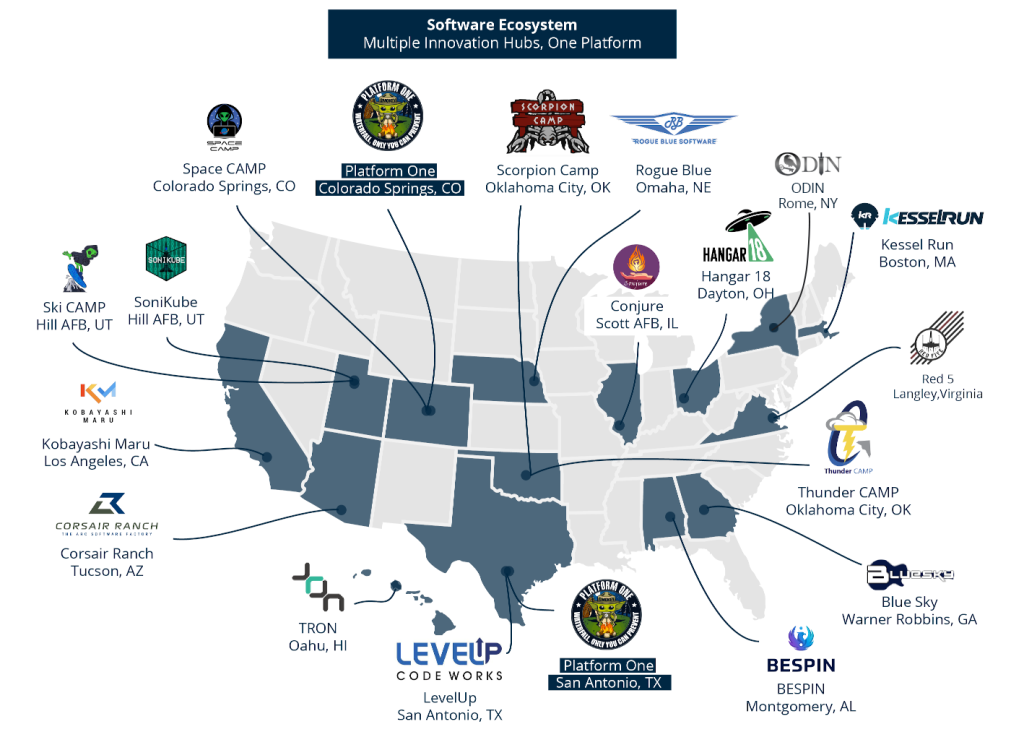 Software Ecosystem
Multiple Innovation Hubs, One Platform
SPACE
CAMP
Space CAMP
Colorado Springs, CO
PLATFORM ONE
WATERFALL, ONLY YOU CAN PREVENT
Platform One
Colorado Springs, CO
SCORPION
CAMP
Scorpion Camp
Oklahoma City, OK
RB
ROGUE BLUE SOFTWARE
Rogue Blue
Omaha, NE
ODIN
ODIN
Rome, NY
KR KESSELRUN
Kessel Run
Boston, MA
HANGAR 18
Hangar 18
Dayton, OH
Conjure
Conjure
Scott AFB, IL
Ski CAMP
Hill AFB, UT
SONIKUBE
SoniKube
Hill AFB, UT
RED FIVE
Red 5
Langley,Virginia
KM
KOBAYASHI
MARU
Kobayashi Maru
Los Angeles, CA
Thunder CAMP
Thunder CAMP
Oklahoma City, OK
CORSAIR RANCH
THE ABC SOFTWARE FACTORY
Corsair Ranch
Tucson, AZ
BLUESKY
Blue Sky
Warner Robbins, GA
TRON
Oahu, HI
LEVELUP
CODE WORKS
LevelUp
San Antonio, TX
PLATFORM ONE
WATERFALL, ONLY YOU CAN PREVENT
Platform One
San Antonio, TX
BESPIN
BESPIN
Montgomery, AL